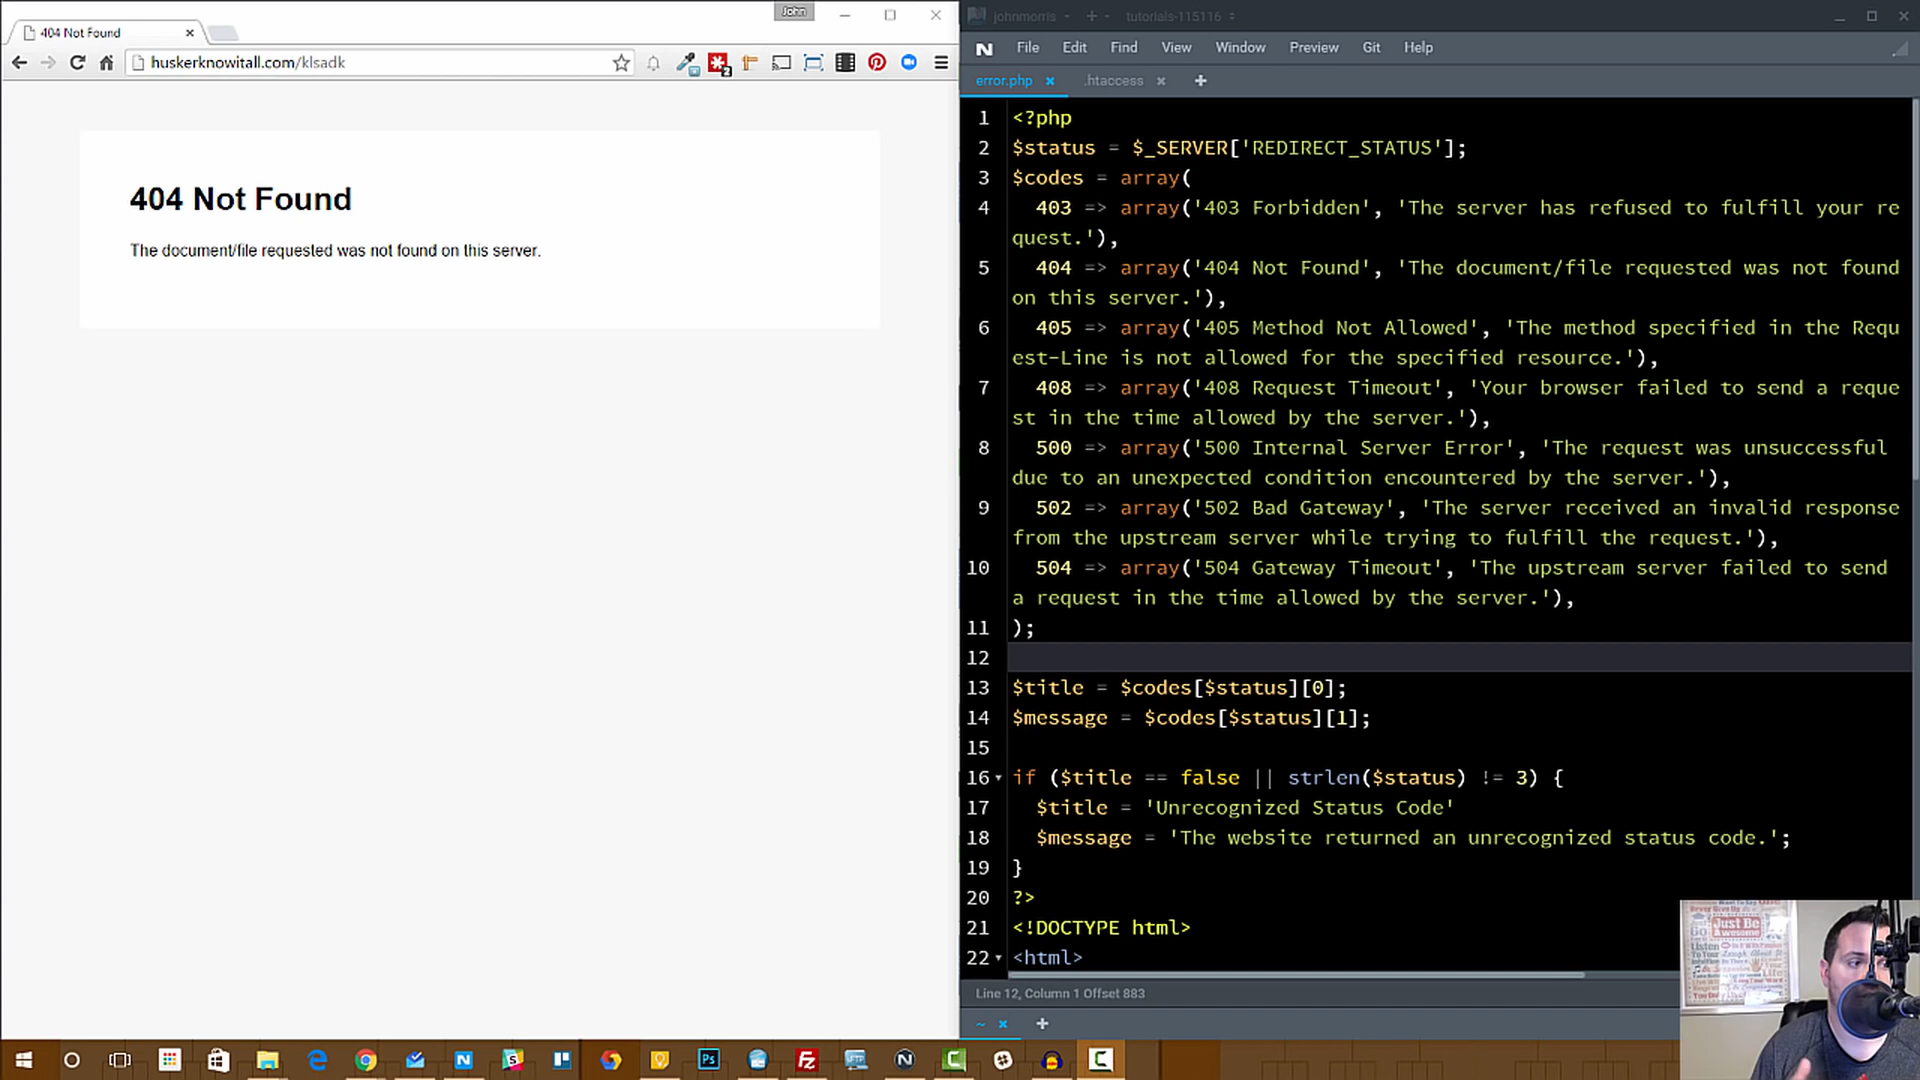 John
404 Not Found
huskerknowitall.com/klsadk
2
404 Not Found
The document/file requested was not found on this server.
johnmorris
tutorials-115116
N File Edit Find View Window Preview Git Help
error.php .htaccess
1 <?php
2 $status = $_SERVER['REDIRECT_STATUS'];
3 $codes = array(
4 403 => array('403 Forbidden', 'The server has refused to fulfill your re
quest.'),
5 404 => array('404 Not Found', 'The document/file requested was not found
on this server.'),
6 405 => array('405 Method Not Allowed', 'The method specified in the Requ
est-Line is not allowed for the specified resource.'),
7 408 => array('408 Request Timeout', 'Your browser failed to send a reque
st in the time allowed by the server.'),
8 500 => array('500 Internal Server Error', 'The request was unsuccessful
due to an unexpected condition encountered by the server.'),
9 502 => array('502 Bad Gateway', 'The server received an invalid response
from the upstream server while trying to fulfill the request.'),
10 504 => array('504 Gateway Timeout', 'The upstream server failed to send
a request in the time allowed by the server.'),
11 );
12
13 $title = $codes[$status][0];
14 $message = $codes[$status][1];
15
16 if ($title == false || strlen($status) != 3) {
17 $title = 'Unrecognized Status Code'
18 $message = 'The website returned an unrecognized status code.';
19 }
20 ?>
21 <!DOCTYPE html>
22 <html>
Line 12, Column 1 Offset 883
~
Just Be
Awesome
Listen
Ps
Fz